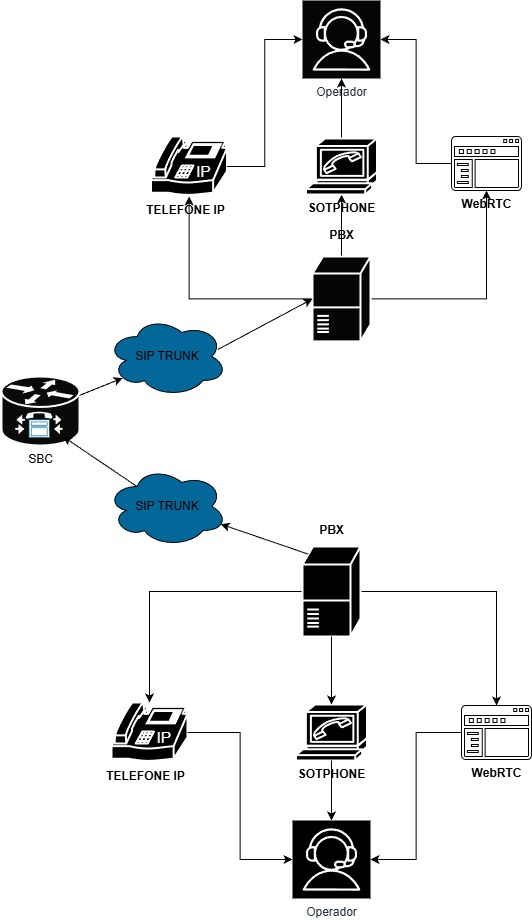 Operador
IP
TELEFONE IP
SOTPHONE
WebRTC
PBX
SIP TRUNK
SBC
SIP TRUNK
PBX
IP
TELEFONE IP
SOTPHONE
WebRTC
Operador